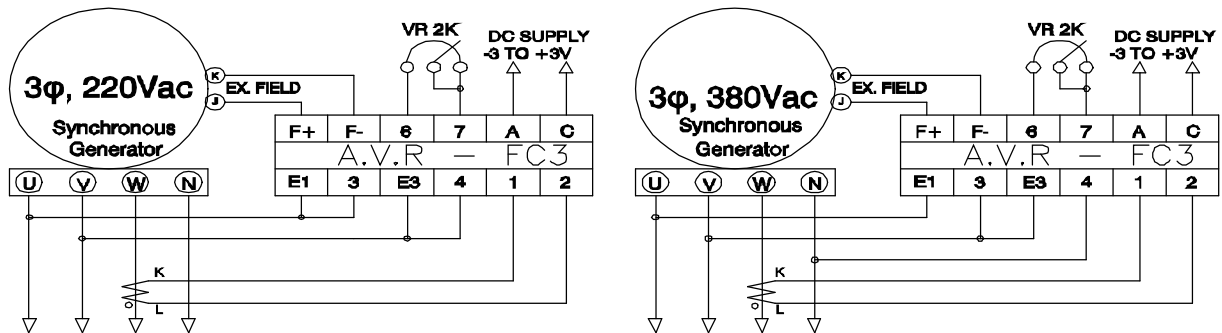 VR 2K
DC SUPPLY
-3 TO +3V
K
J
EX. FIELD
3φ, 220Vac
Synchronous
Generator
F+ F- 6 7 A C
A.V.R - FC3
E1 3 E3 4 1 2
U V W N
K
L
VR 2K
DC SUPPLY
-3 TO +3V
K
J
EX. FIELD
3φ, 380Vac
Synchronous
Generator
F+ F- 6 7 A C
A.V.R - FC3
E1 3 E3 4 1 2
U V W N
K
L